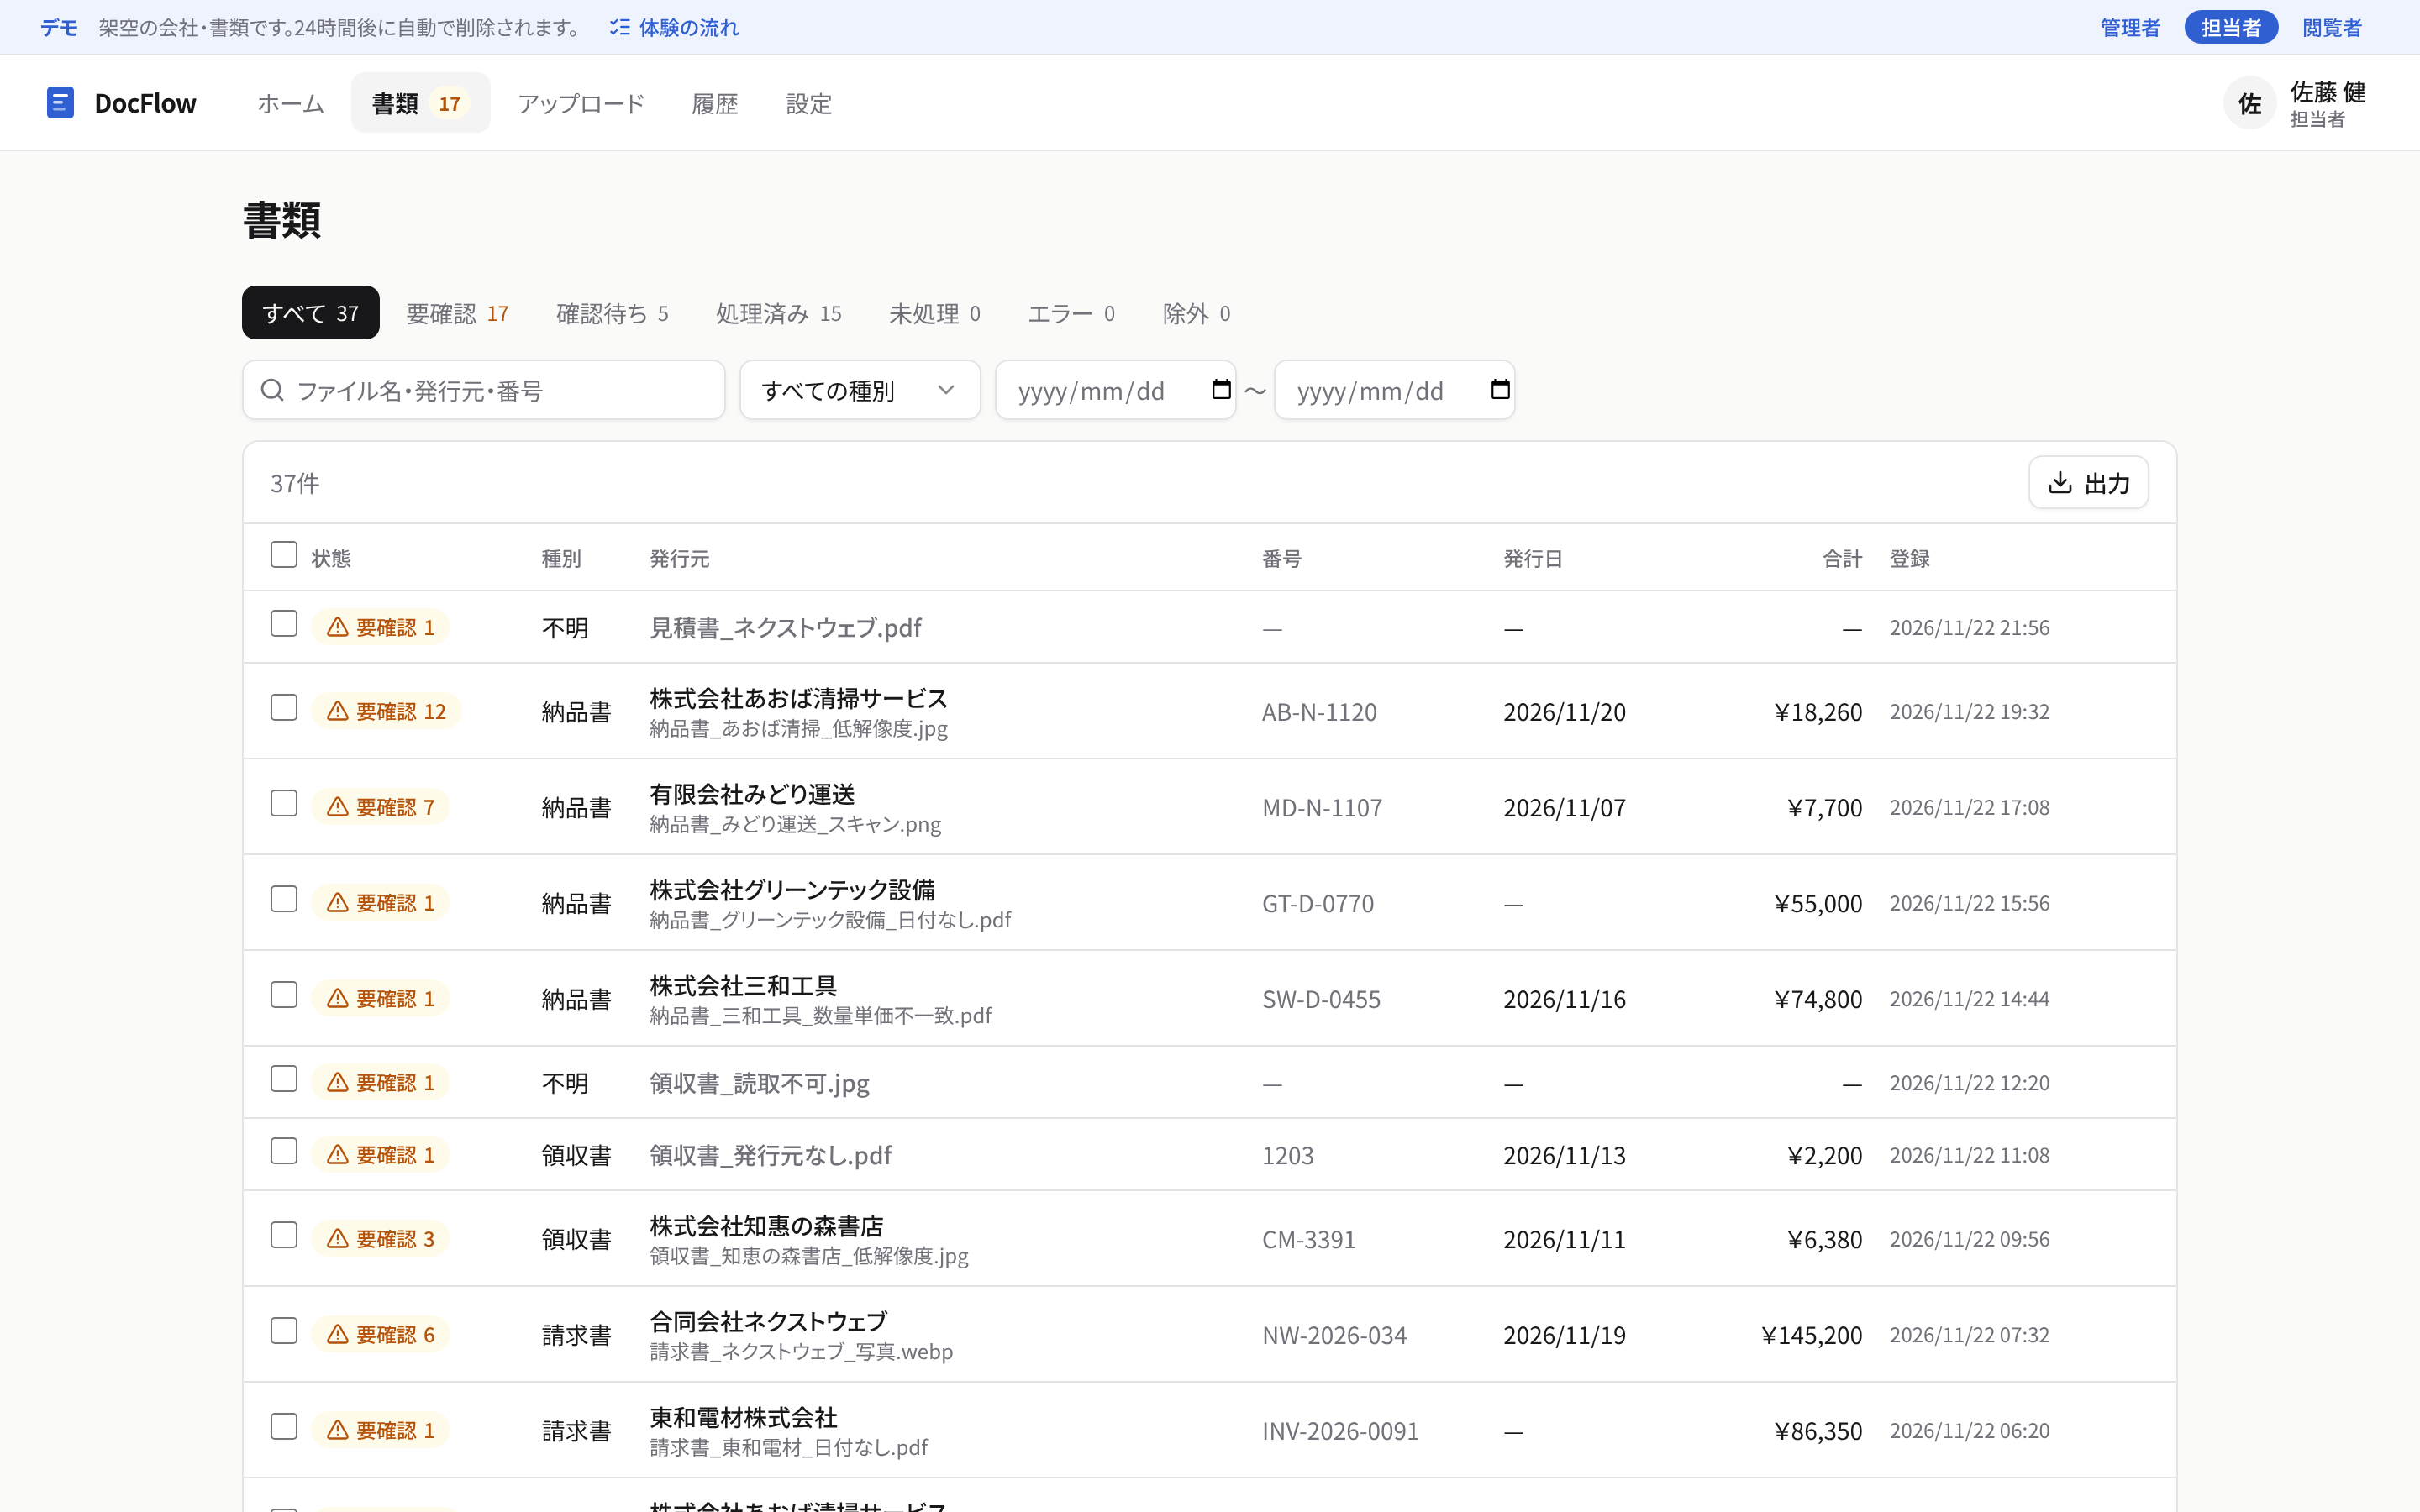 デモ 架空の会社・書類です。24時間後に自動で削除されます。 体験の流れ 管理者 担当者 閲覧者
DocFlow ホーム 書類 17 アップロード 履歴 設定 佐 佐藤 健
担当者
書類
すべて 37 要確認 17 確認待ち 5 処理済み 15 未処理 0 エラー 0 除外 0
ファイル名・発行元・番号 すべての種別 yyyy/mm/dd ～ yyyy/mm/dd
37件 出力
状態 種別 発行元 番号 発行日 合計 登録
要確認 1 不明 見積書_ネクストウェブ.pdf — — — 2026/11/22 21:56
要確認 12 納品書 株式会社あおば清掃サービス AB-N-1120 2026/11/20 ¥18,260 2026/11/22 19:32
納品書_あおば清掃_低解像度.jpg
要確認 7 納品書 有限会社みどり運送 MD-N-1107 2026/11/07 ¥7,700 2026/11/22 17:08
納品書_みどり運送_スキャン.png
要確認 1 納品書 株式会社グリーンテック設備 GT-D-0770 — ¥55,000 2026/11/22 15:56
納品書_グリーンテック設備_日付なし.pdf
要確認 1 納品書 株式会社三和工具 SW-D-0455 2026/11/16 ¥74,800 2026/11/22 14:44
納品書_三和工具_数量単価不一致.pdf
要確認 1 不明 領収書_読取不可.jpg — — — 2026/11/22 12:20
要確認 1 領収書 領収書_発行元なし.pdf 1203 2026/11/13 ¥2,200 2026/11/22 11:08
要確認 3 領収書 株式会社知惠の森書店 CM-3391 2026/11/11 ¥6,380 2026/11/22 09:56
領収書_知恵の森書店_低解像度.jpg
要確認 6 請求書 合同会社ネクストウェブ NW-2026-034 2026/11/19 ¥145,200 2026/11/22 07:32
請求書_ネクストウェブ_写真.webp
要確認 1 請求書 東和電材株式会社 INV-2026-0091 — ¥86,350 2026/11/22 06:20
請求書_東和電材_日付なし.pdf
株式会社あおば清掃サービス